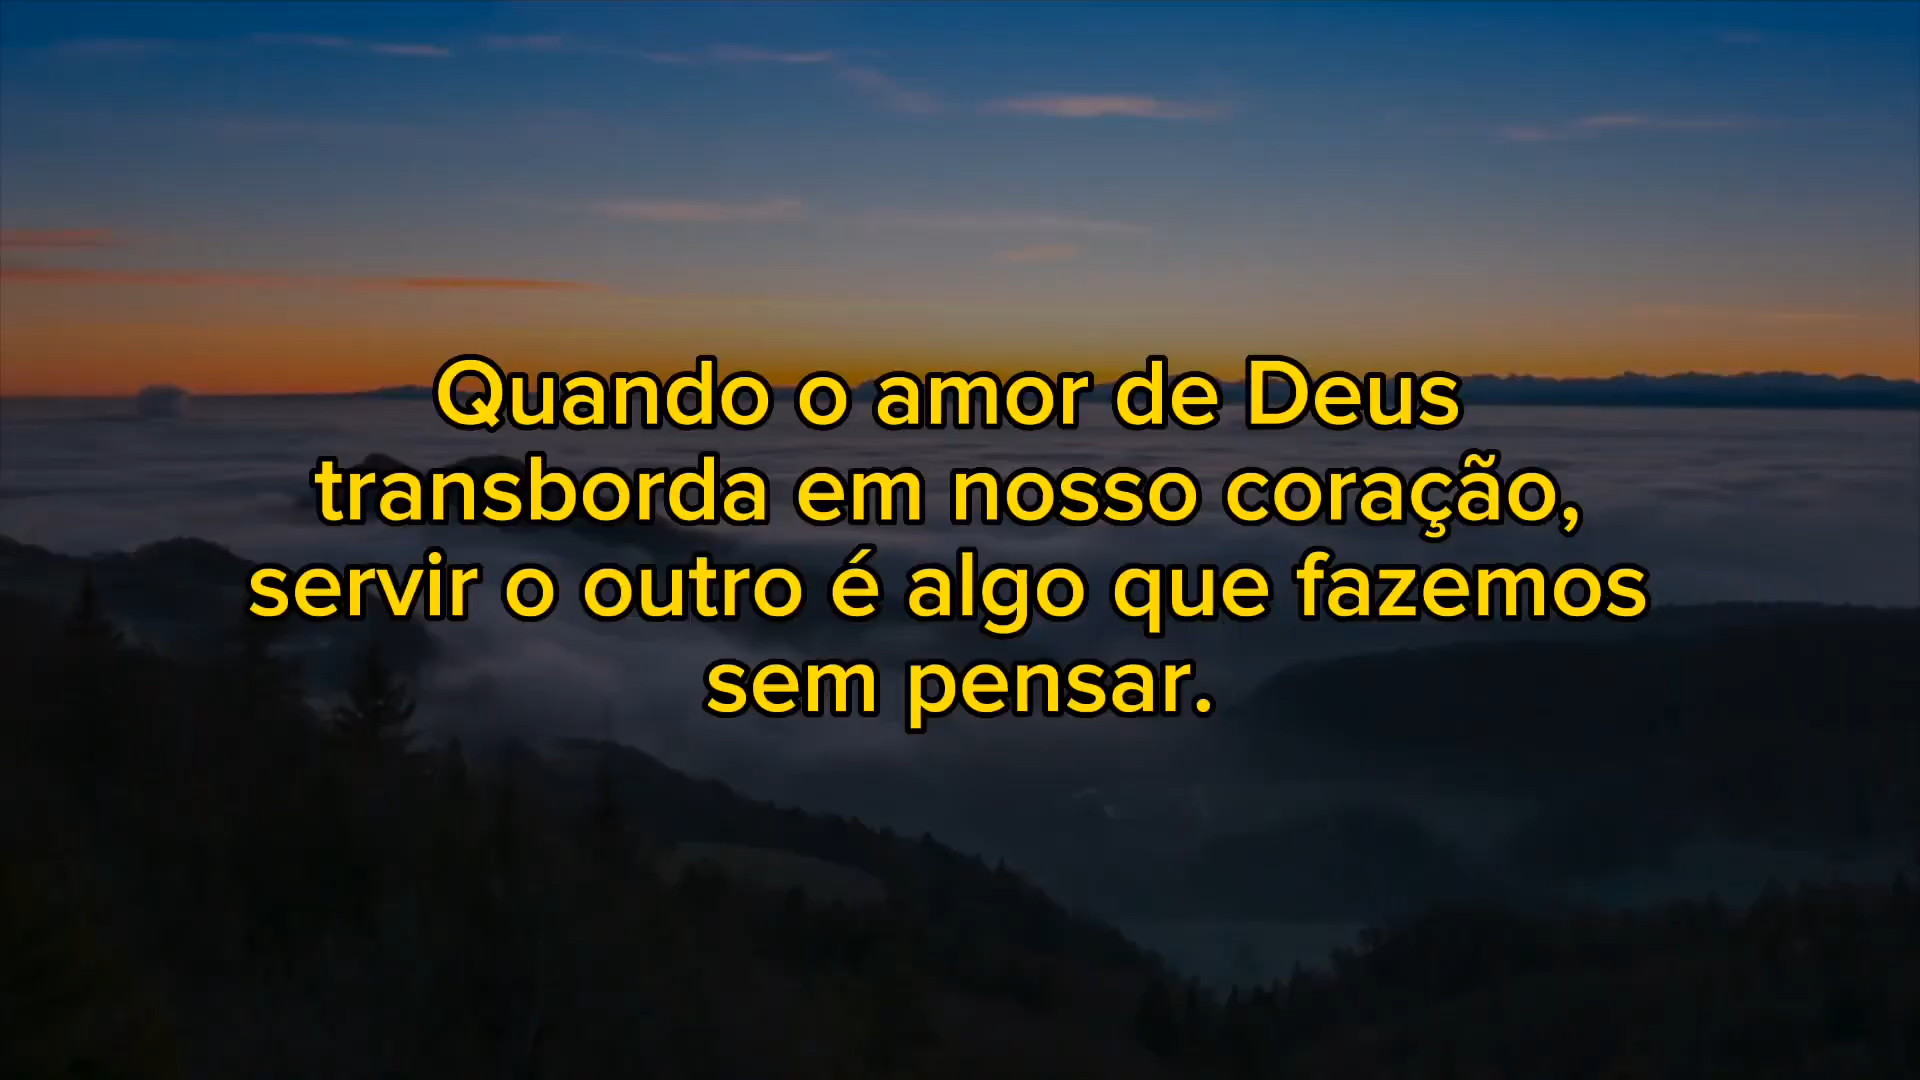 Quando o amor de Deus
transborda em nosso coração,
servir o outro é algo que fazemos
sem pensar.